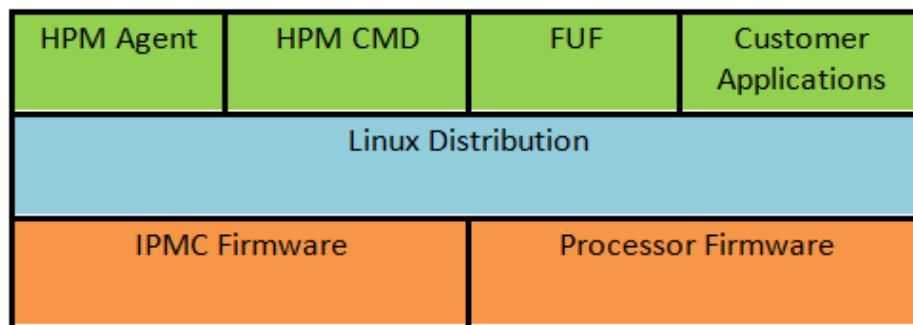 HPM Agent
HPM CMD
FUF
Customer
Applications
Linux Distribution
IPMC Firmware
Processor Firmware